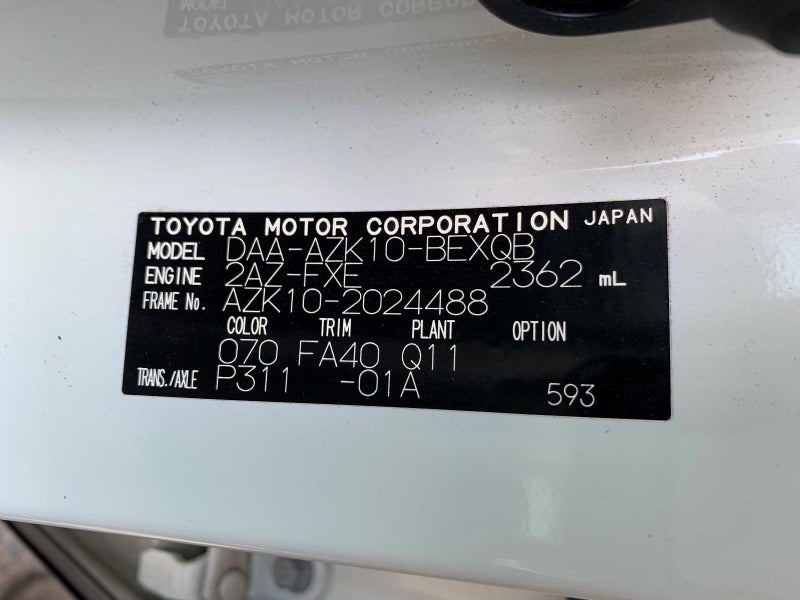 TOYOTA MOTOR CORPORATION JAPAN
MODEL DAA-AZK10-BEXQB
ENGINE 2AZ-FXE 2362 mL
FRAME No. AZK10-2024488
COLOR TRIM PLANT OPTION
070 FA40 Q11
TRANS./AXLE P311 -01A 593